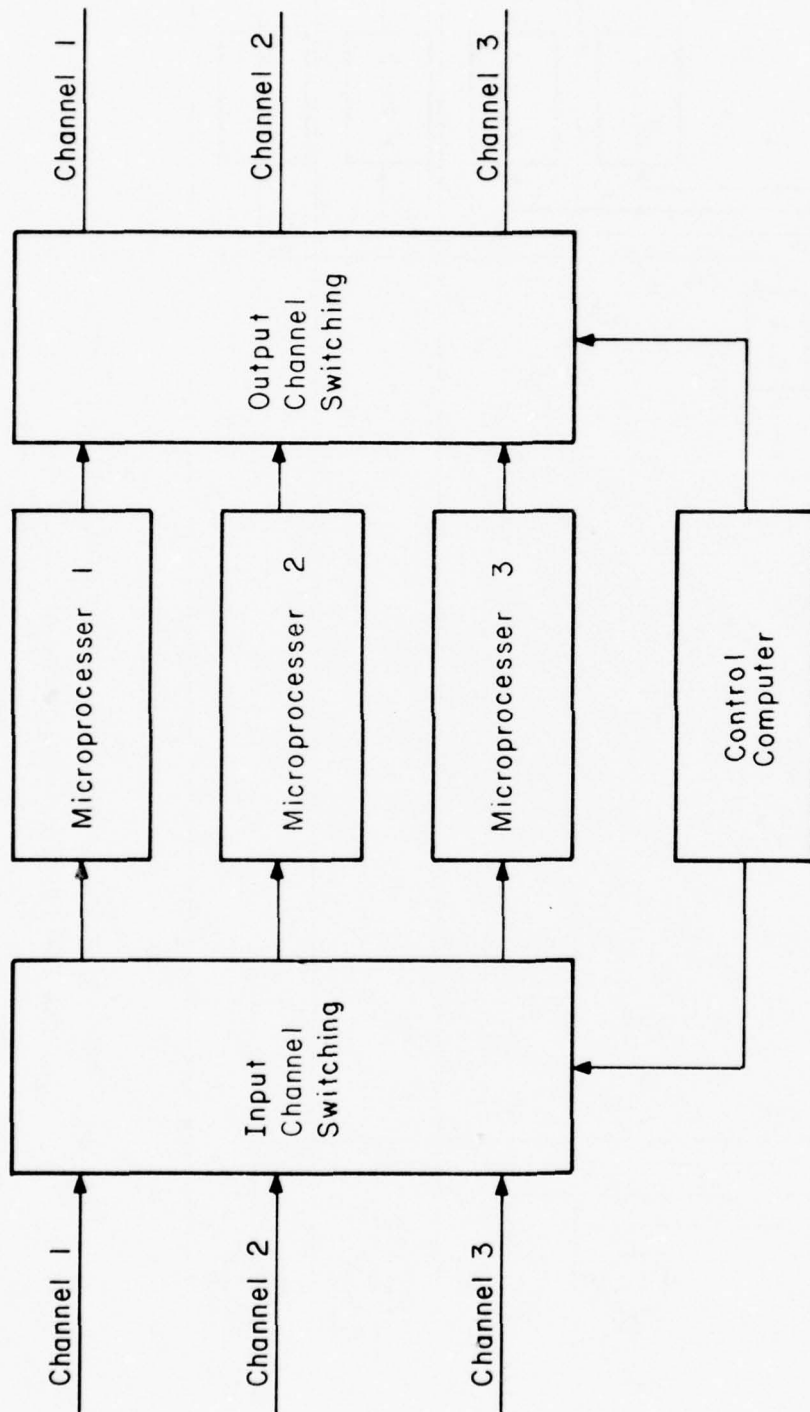 Channel 1
Channel 2
Channel 3
Input
Channel
Switching
Microprocesser 1
Microprocesser 2
Microprocesser 3
Output
Channel
Switching
Channel 1
Channel 2
Channel 3
Control
Computer